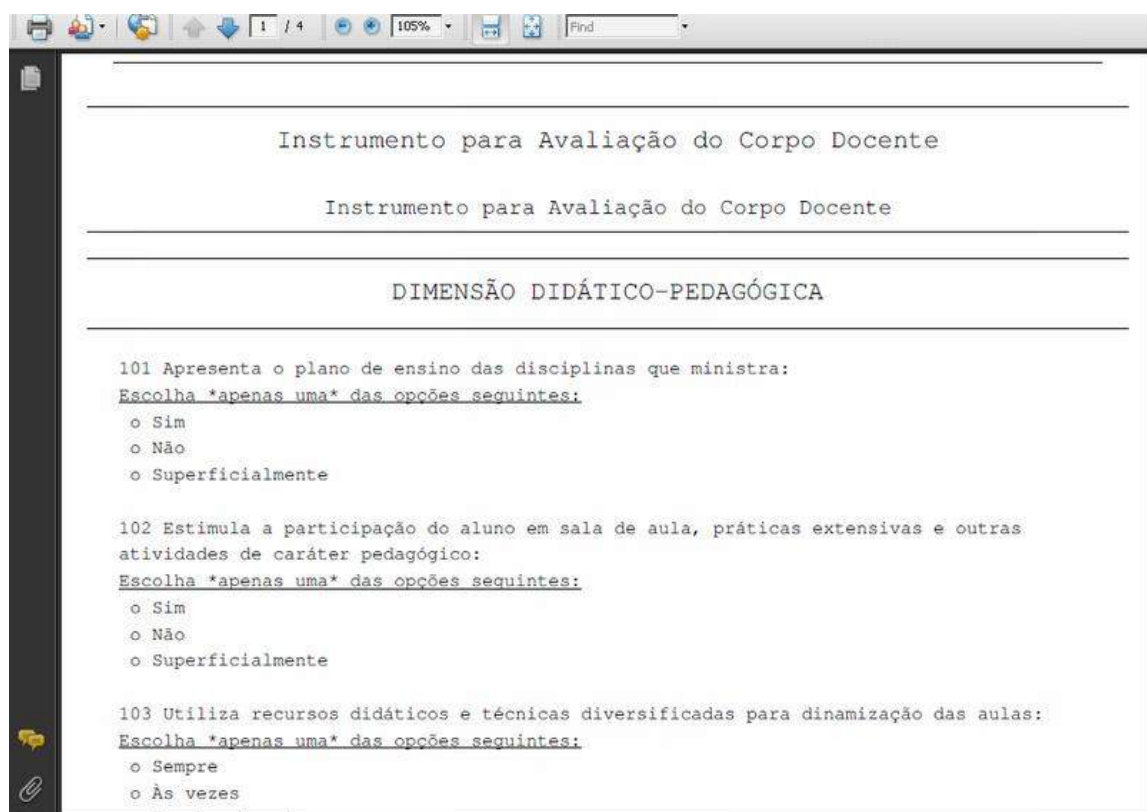 1 / 4 105% Find
Instrumento para Avaliação do Corpo Docente
Instrumento para Avaliação do Corpo Docente
DIMENSÃO DIDÁTICO-PEDAGÓGICA
101 Apresenta o plano de ensino das disciplinas que ministra:
Escolha *apenas uma* das opções seguintes:
o Sim
o Não
o Superficialmente
102 Estimula a participação do aluno em sala de aula, práticas extensivas e outras
atividades de caráter pedagógico:
Escolha *apenas uma* das opções seguintes:
o Sim
o Não
o Superficialmente
103 Utiliza recursos didáticos e técnicas diversificadas para dinamização das aulas:
Escolha *apenas uma* das opções seguintes:
o Sempre
o Às vezes